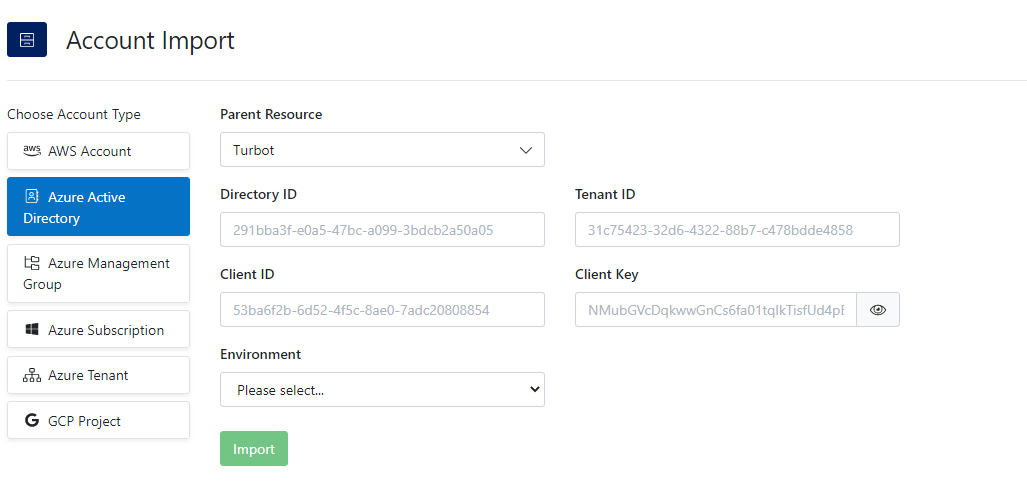 Account Import
Choose Account Type
aws AWS Account
Azure Active
Directory
Azure Management
Group
Azure Subscription
Azure Tenant
G GCP Project
Parent Resource
Turbot
Directory ID
291bba3f-e0a5-47bc-a099-3bdcb2a50a05
Tenant ID
31c75423-32d6-4322-88b7-c478bdde4858
Client ID
53ba6f2b-6d52-4f5c-8ae0-7adc20808854
Client Key
Environment
Please select...
Import